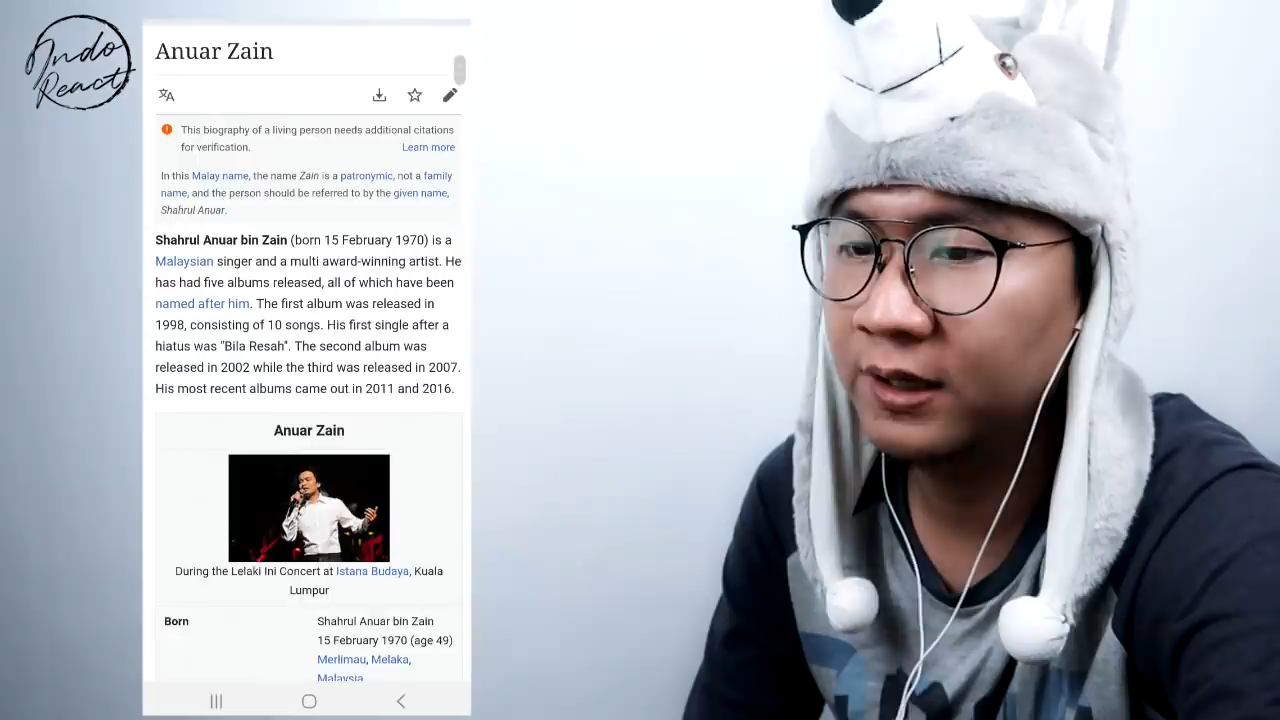 Indo
React
Anuar Zain
This biography of a living person needs additional citations
for verification. Learn more
In this Malay name, the name Zain is a patronymic, not a family
name, and the person should be referred to by the given name,
Shahrul Anuar.
Shahrul Anuar bin Zain (born 15 February 1970) is a
Malaysian singer and a multi award-winning artist. He
has had five albums released, all of which have been
named after him. The first album was released in
1998, consisting of 10 songs. His first single after a
hiatus was "Bila Resah". The second album was
released in 2002 while the third was released in 2007.
His most recent albums came out in 2011 and 2016.
Anuar Zain
During the Lelaki Ini Concert at Istana Budaya, Kuala
Lumpur
Born Shahrul Anuar bin Zain
15 February 1970 (age 49)
Merlimau, Melaka,
Malaysia